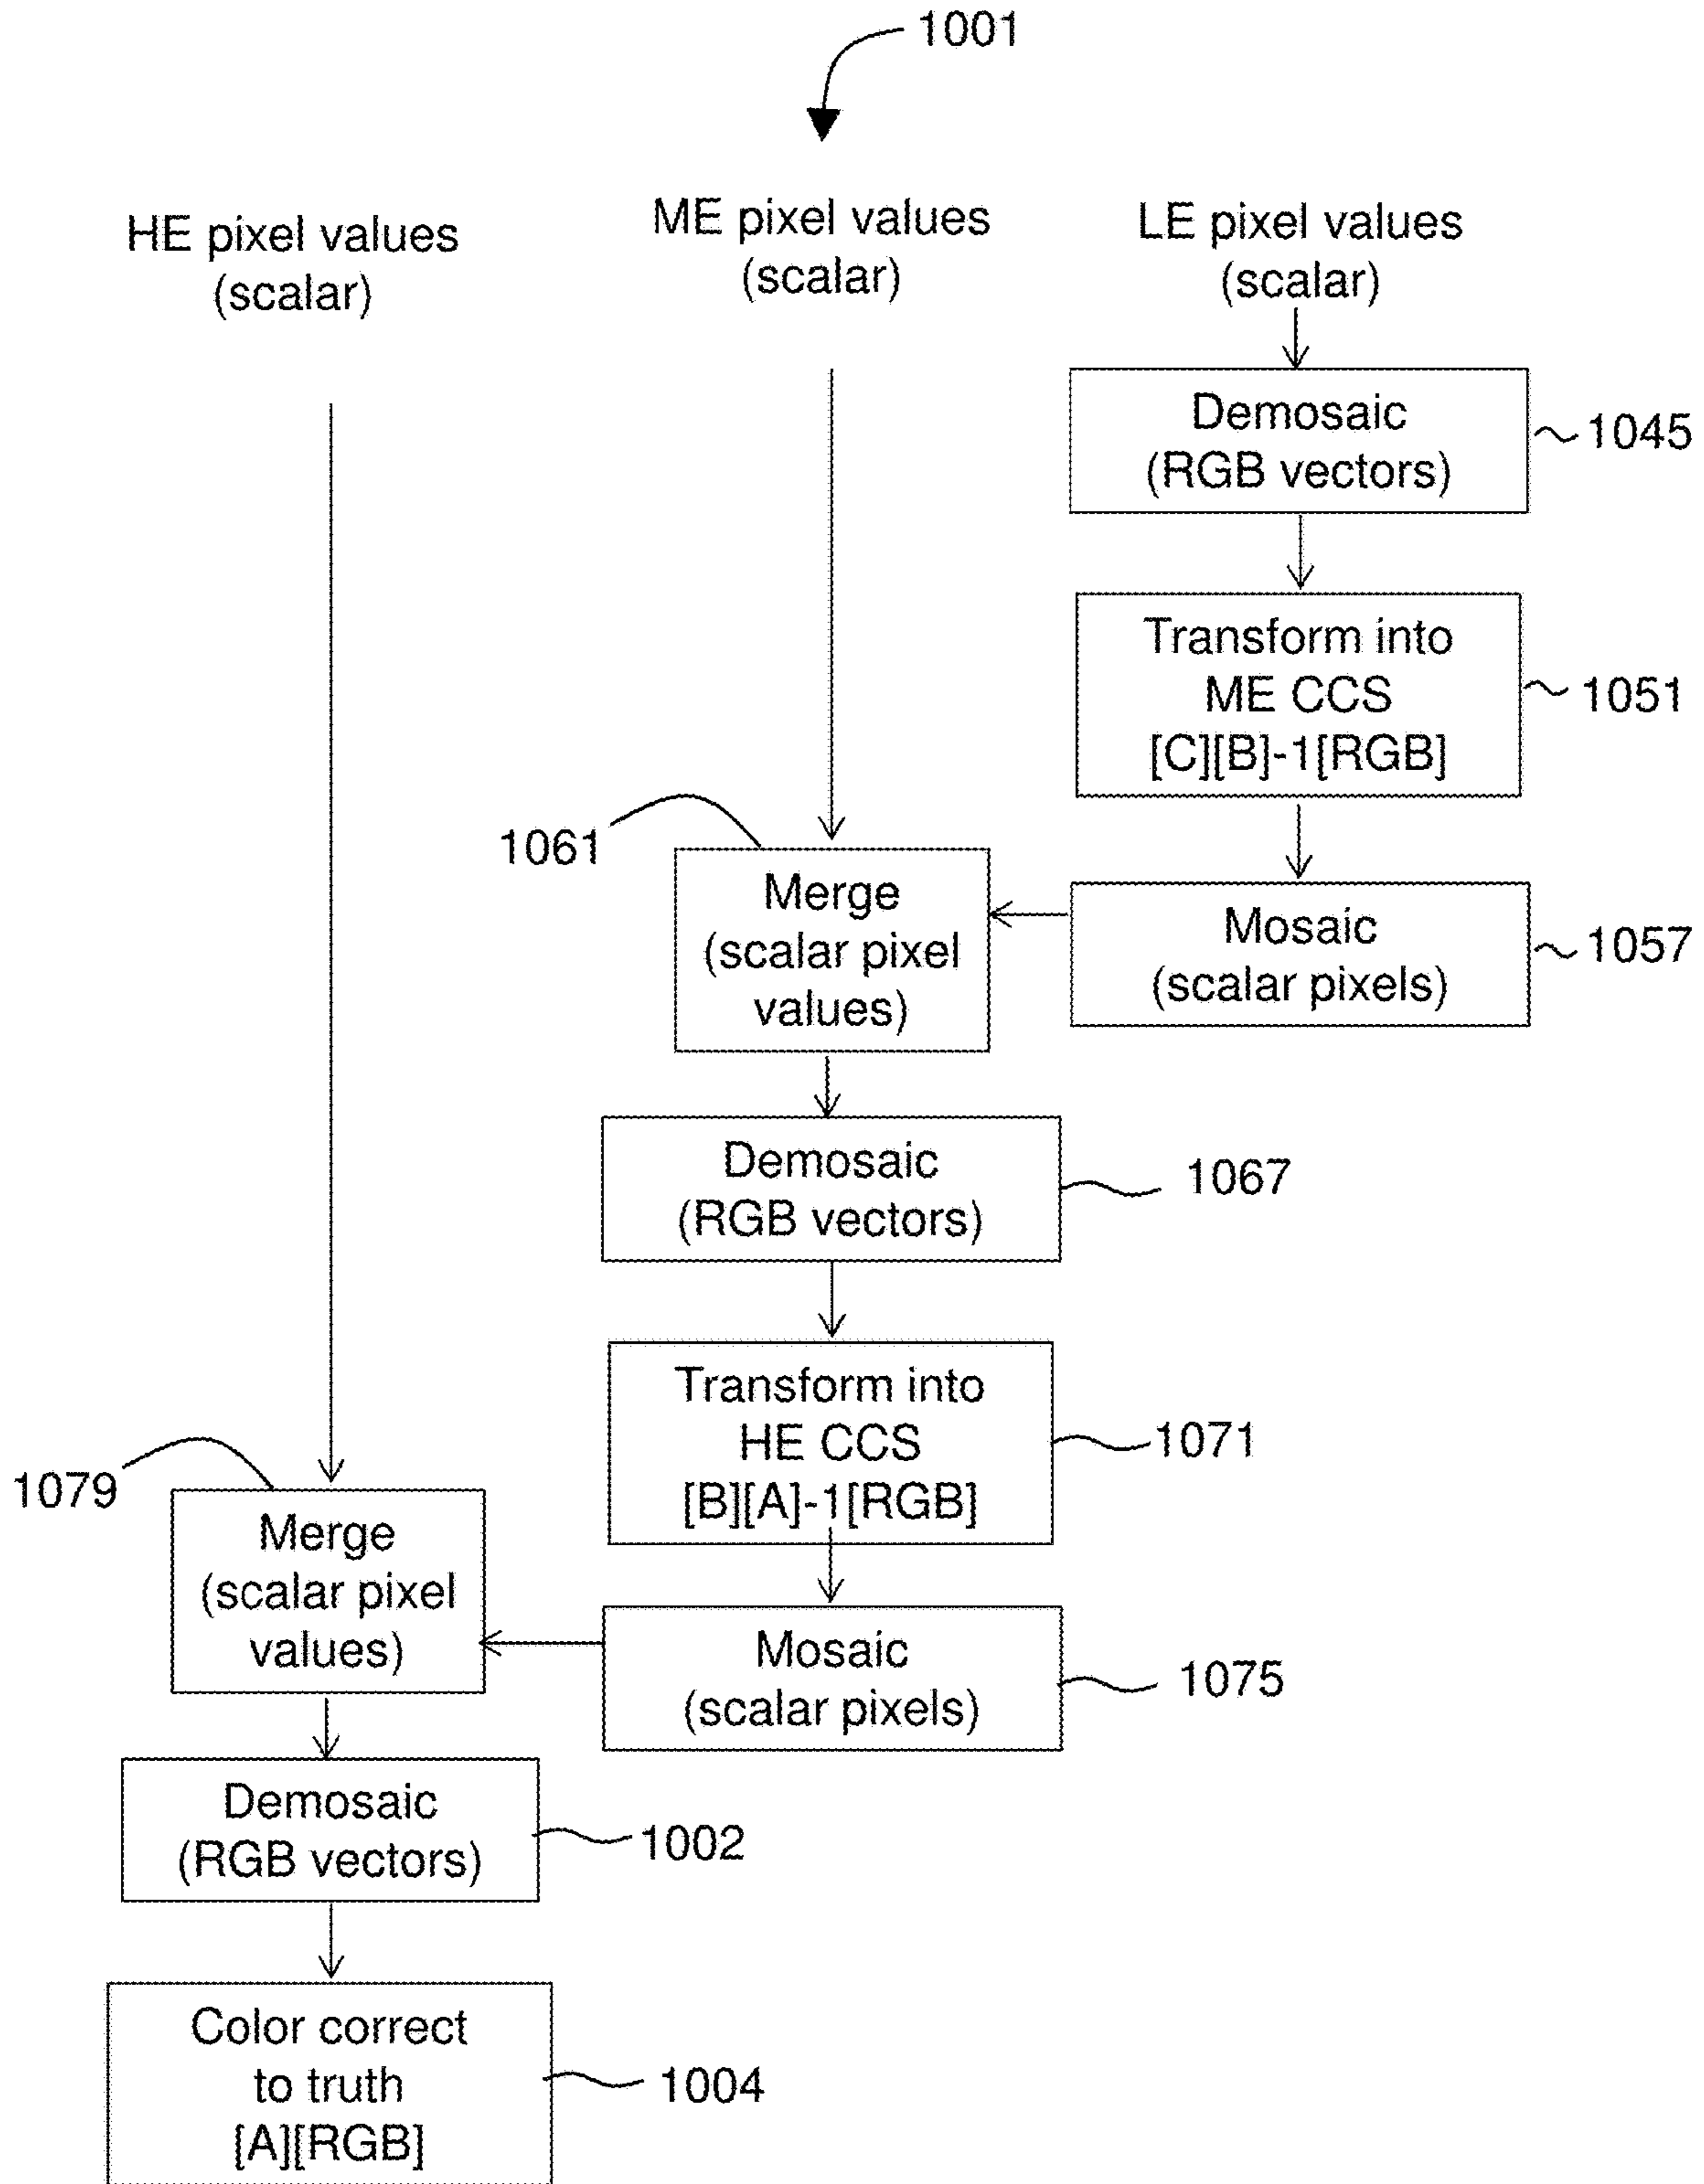 1001
HE pixel values
(scalar)
ME pixel values
(scalar)
LE pixel values
(scalar)
Demosaic
(RGB vectors)
1045
Transform into
ME CCS
[C][B]-1[RGB]
1051
1061
Merge
(scalar pixel
values)
Mosaic
(scalar pixels)
1057
Demosaic
(RGB vectors)
1067
Transform into
HE CCS
[B][A]-1[RGB]
1071
1079
Merge
(scalar pixel
values)
Mosaic
(scalar pixels)
1075
Demosaic
(RGB vectors)
1002
Color correct
to truth
[A][RGB]
1004